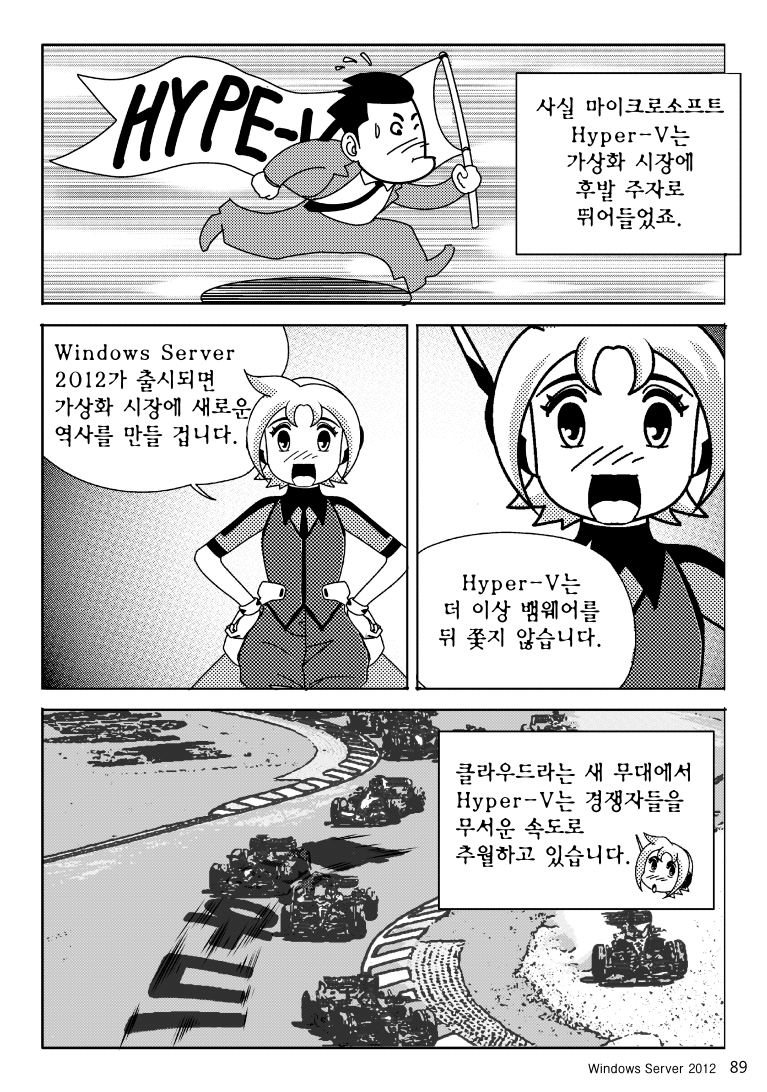 HYPE-V
사실 마이크로소프트
Hyper-V는
가상화 시장에
후발 주자로
뛰어들었죠.
Windows Server
2012가 출시되면
가상화 시장에 새로운
역사를 만들 겁니다.
Hyper-V는
더 이상 뱀웨어를
뒤 쫓지 않습니다.
클라우드라는 새 무대에서
Hyper-V는 경쟁자들을
무서운 속도로
추월하고 있습니다.
Windows Server 2012 89